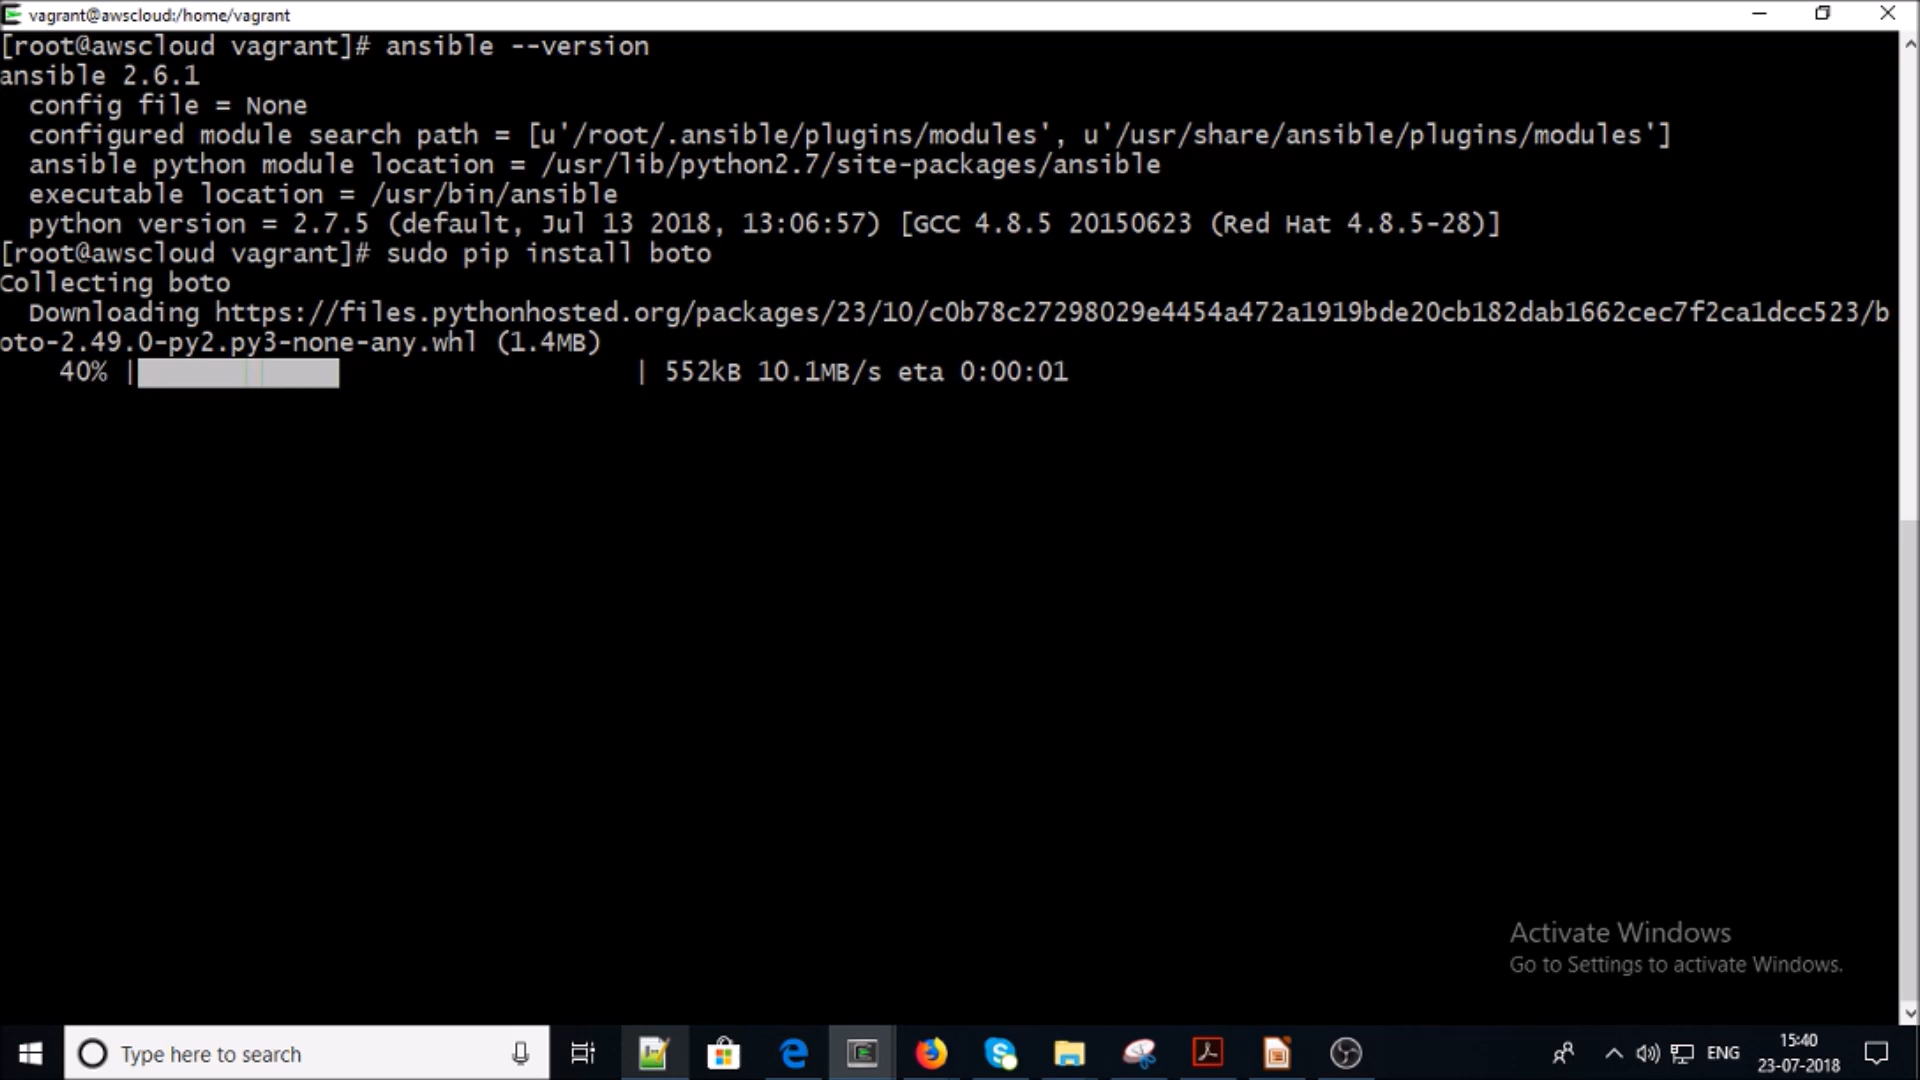 vagrant@awscloud:/home/vagrant
[root@awscloud vagrant]# ansible --version
ansible 2.6.1
  config file = None
  configured module search path = [u'/root/.ansible/plugins/modules', u'/usr/share/ansible/plugins/modules']
  ansible python module location = /usr/lib/python2.7/site-packages/ansible
  executable location = /usr/bin/ansible
  python version = 2.7.5 (default, Jul 13 2018, 13:06:57) [GCC 4.8.5 20150623 (Red Hat 4.8.5-28)]
[root@awscloud vagrant]# sudo pip install boto
Collecting boto
  Downloading https://files.pythonhosted.org/packages/23/10/c0b78c27298029e4454a472a1919bde20cb182dab1662cec7f2ca1dcc523/b
oto-2.49.0-py2.py3-none-any.whl (1.4MB)
    40% | | 552kB 10.1MB/s eta 0:00:01
Activate Windows
Go to Settings to activate Windows.
Type here to search
ENG
15:40
23-07-2018